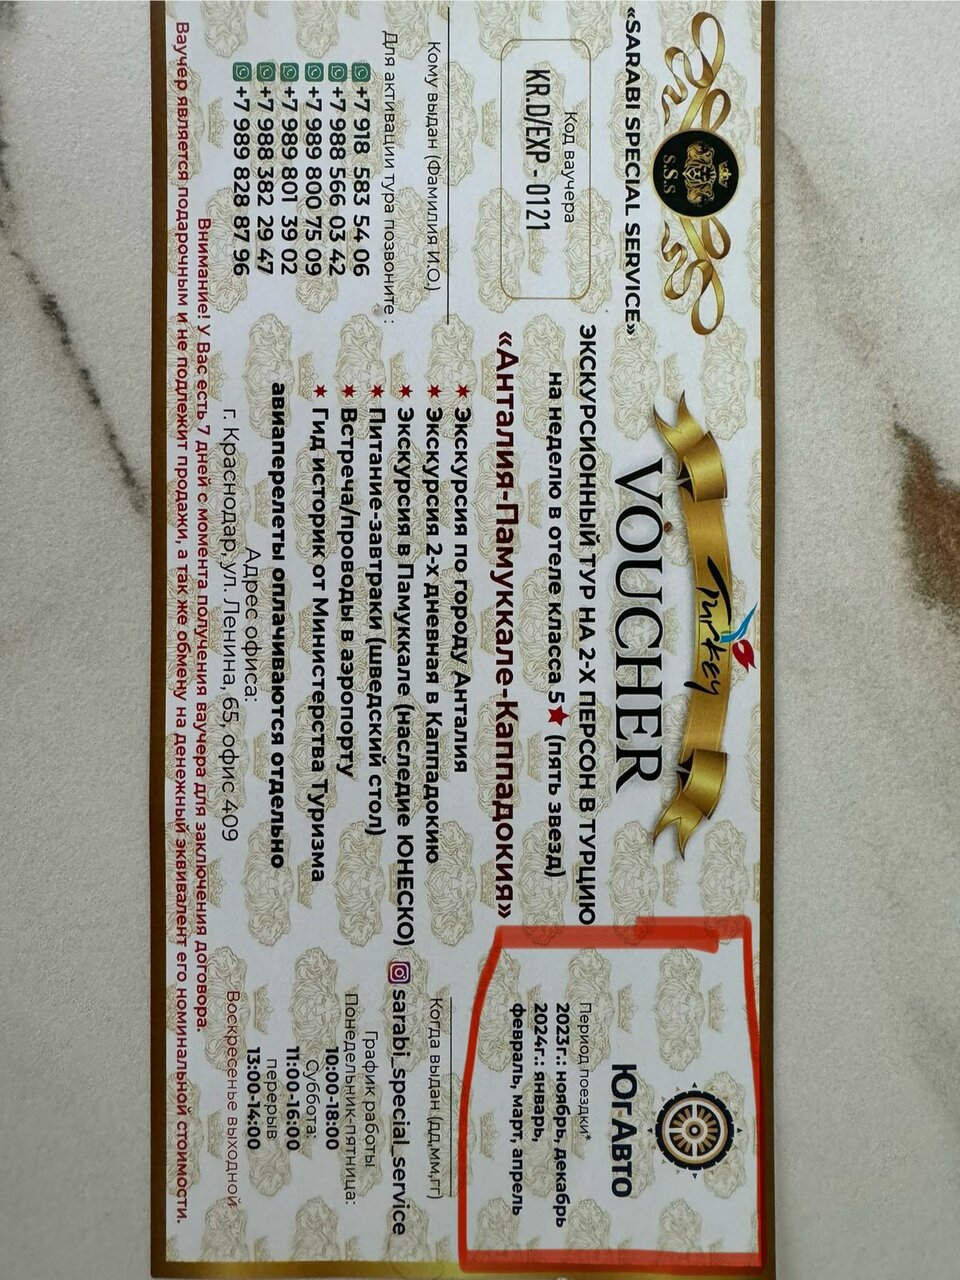 S.S.S
«SARABI SPECIAL SERVICE»
Код ваучера
KR.D/EXP - 0121
Кому выдан (Фамилия И.О.)
Для активации тура позвоните :
+7 918 583 54 06
+7 988 566 03 42
+7 989 800 75 09
+7 989 801 39 02
+7 988 382 29 47
+7 989 828 87 96
Turkey
VOUCHER
ЭКСКУРСИОННЫЙ ТУР НА 2-Х ПЕРСОН В ТУРЦИЮ
на неделю в отеле класса 5★ (пять звезд)
«Анталия-Памуккале-Каппадокия»
Экскурсия по городу Анталия
Экскурсия 2-х дневная в Каппадокию
Экскурсия в Памуккале (наследие ЮНЕСКО)
Питание-завтраки (шведский стол)
Встреча/проводы в аэропорту
Гид историк от Министерства Туризма
авиаперелеты оплачиваются отдельно
Адрес офиса:
г. Краснодар, ул. Ленина, 65, офис 409
ЮгАвто
Период поездки*
2023г.: ноябрь, декабрь
2024г.: январь,
февраль, март, апрель
Когда выдан (дд,мм,гг)
sarabi_special_service
График работы
Понедельник-пятница:
10:00-18:00
Суббота:
11:00-16:00
перерыв
13:00-14:00
Воскресенье выходной
Внимание! У Вас есть 7 дней с момента получения ваучера для заключения договора.
Ваучер является подарочным и не подлежит продажи, а так же обмену на денежный эквивалент его номинальной стоимости.